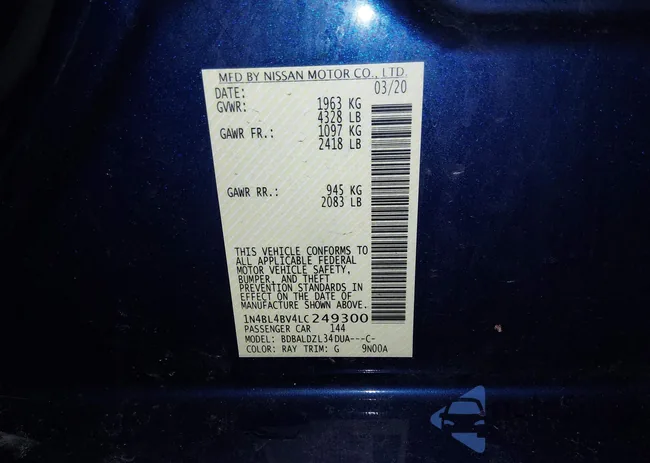 MFD BY NISSAN MOTOR CO., LTD.
DATE: 03/20
GVWR: 1963 KG
4328 LB
GAWR FR.: 1097 KG
2418 LB
GAWR RR.: 945 KG
2083 LB
THIS VEHICLE CONFORMS TO
ALL APPLICABLE FEDERAL
MOTOR VEHICLE SAFETY,
BUMPER, AND THEFT
PREVENTION STANDARDS IN
EFFECT ON THE DATE OF
MANUFACTURE SHOWN ABOVE.
1N4BL4BV4LC249300
PASSENGER CAR 144
MODEL: BDBALDZL34DUA---C-
COLOR: RAY TRIM: G 9N00A